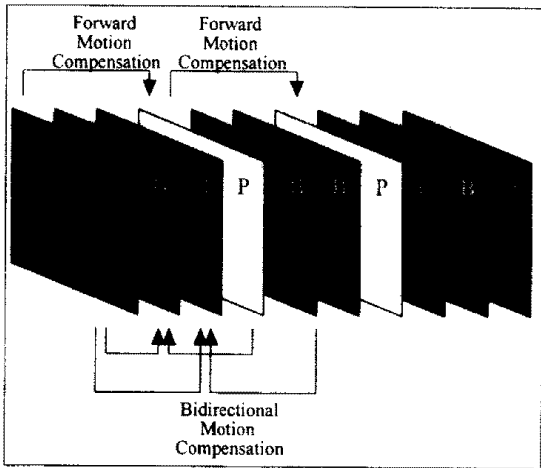 Forward
Motion
Compensation
Forward
Motion
Compensation
P
B
P
B
Bidirectional
Motion
Compensation